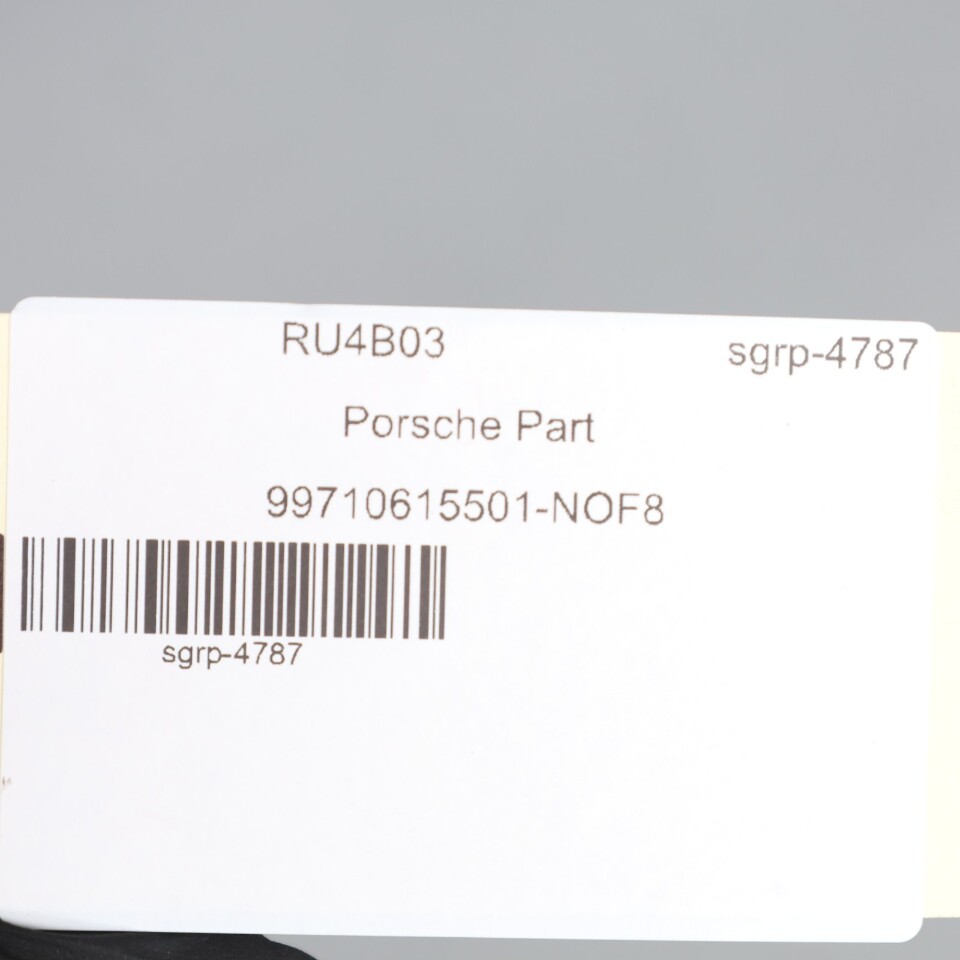 RU4B03 sgrp-4787
Porsche Part
99710615501-NOF8
sgrp-4787